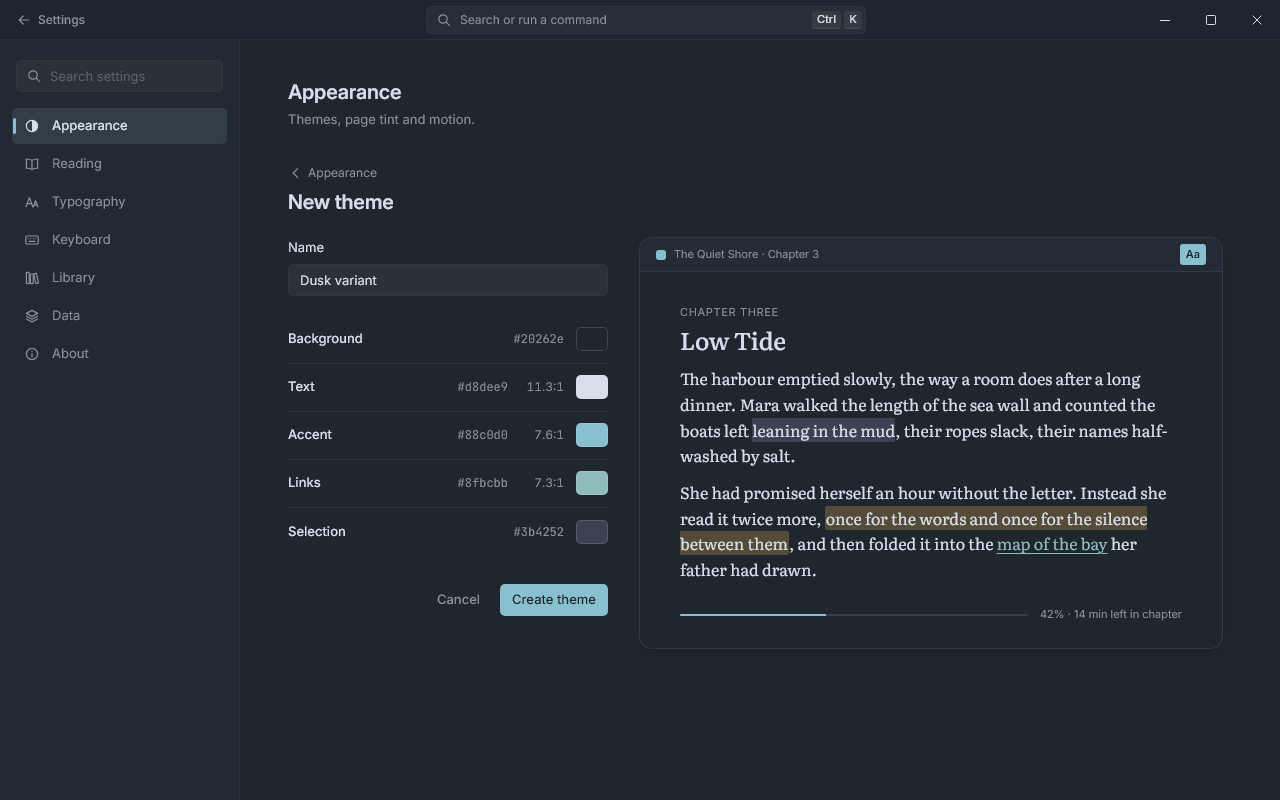 Settings
Search or run a command
Ctrl K
Search settings
Appearance
Reading
Typography
Keyboard
Library
Data
About
Appearance
Themes, page tint and motion.
Appearance
New theme
Name
Dusk variant
Background #20262e
Text #d8dee9 11.3:1
Accent #88c0d0 7.6:1
Links #8fbcbb 7.3:1
Selection #3b4252
Cancel
Create theme
The Quiet Shore · Chapter 3
Aa
CHAPTER THREE
Low Tide
The harbour emptied slowly, the way a room does after a long
dinner. Mara walked the length of the sea wall and counted the
boats left leaning in the mud, their ropes slack, their names half-
washed by salt.
She had promised herself an hour without the letter. Instead she
read it twice more, once for the words and once for the silence
between them, and then folded it into the map of the bay her
father had drawn.
42% · 14 min left in chapter